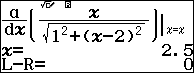 d/dx(x/√(1²+(x-2)²))|x=x
x= 2.5
L-R= 0